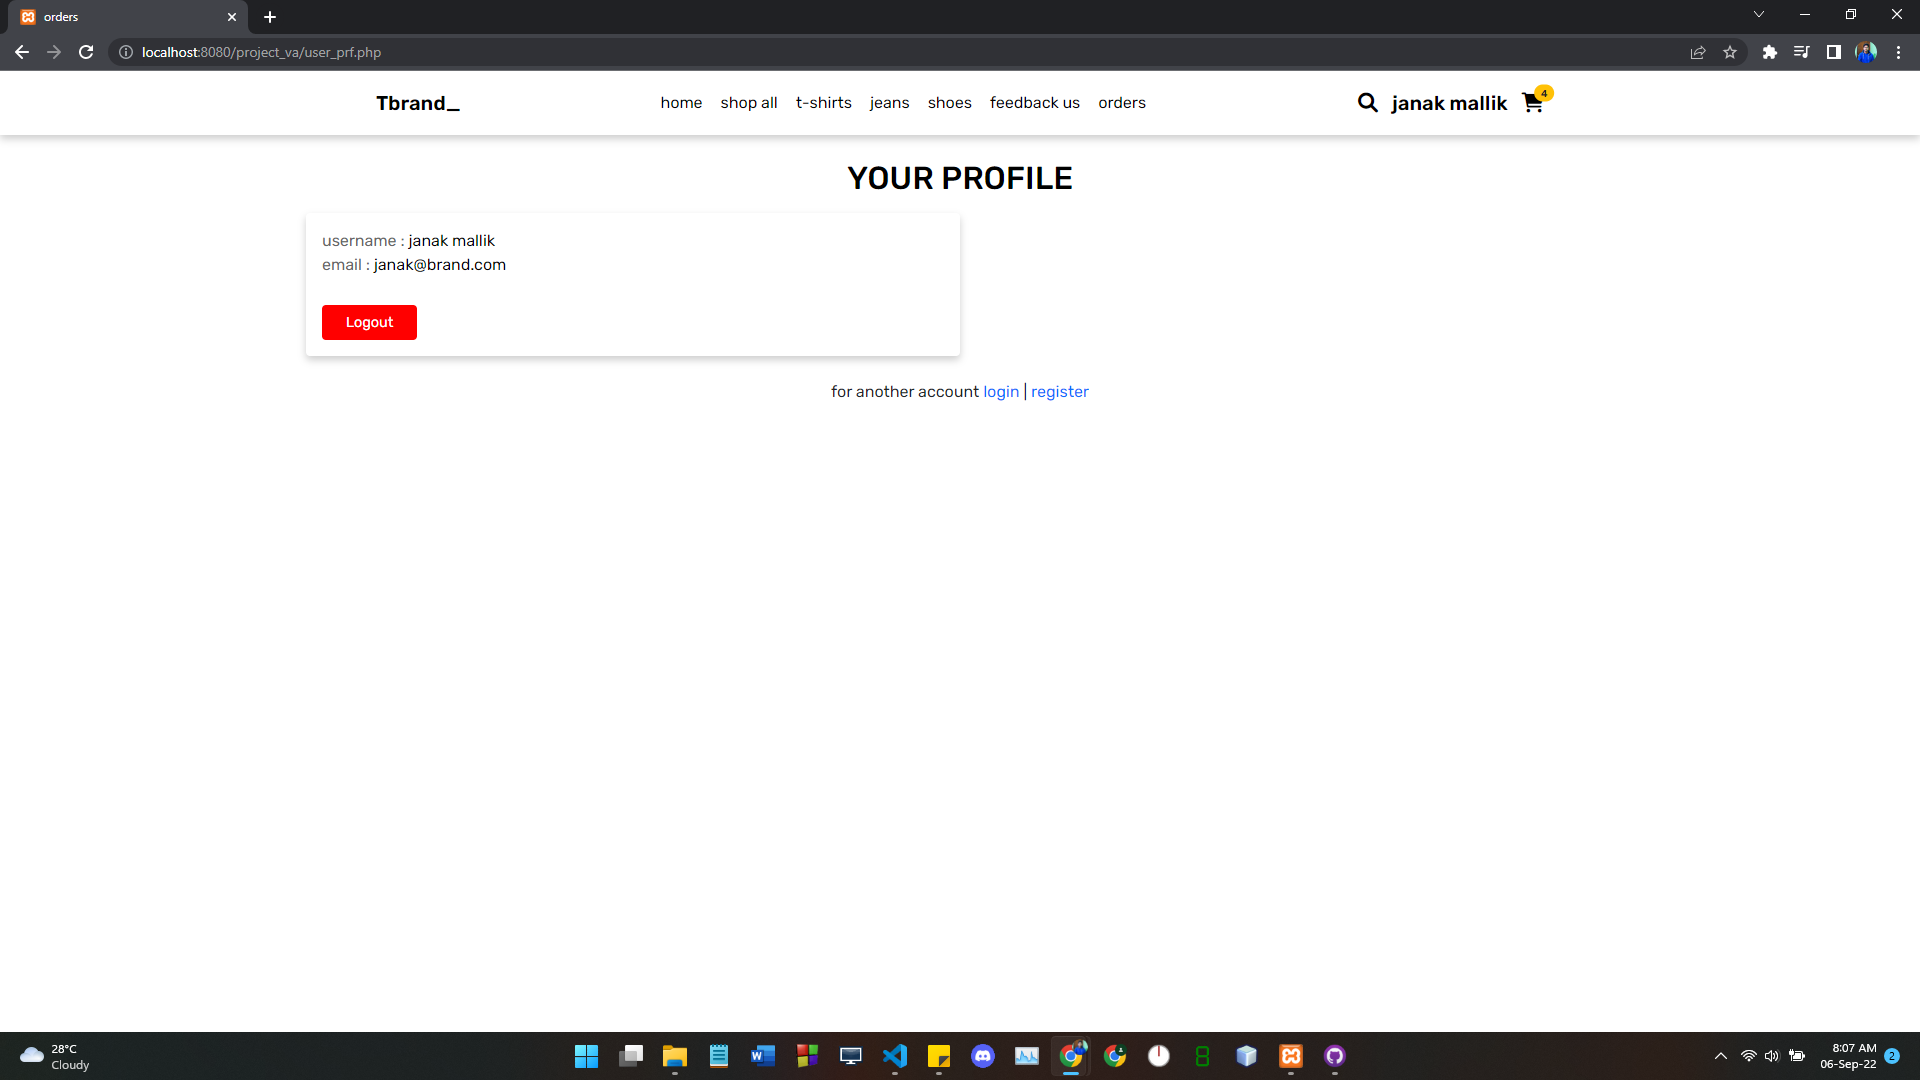 orders
localhost:8080/project_va/user_prf.php
Tbrand_
home shop all t-shirts jeans shoes feedback us orders
janak mallik
4
YOUR PROFILE
username : janak mallik
email : janak@brand.com
Logout
for another account login | register
28°C
Cloudy
8:07 AM
06-Sep-22
2